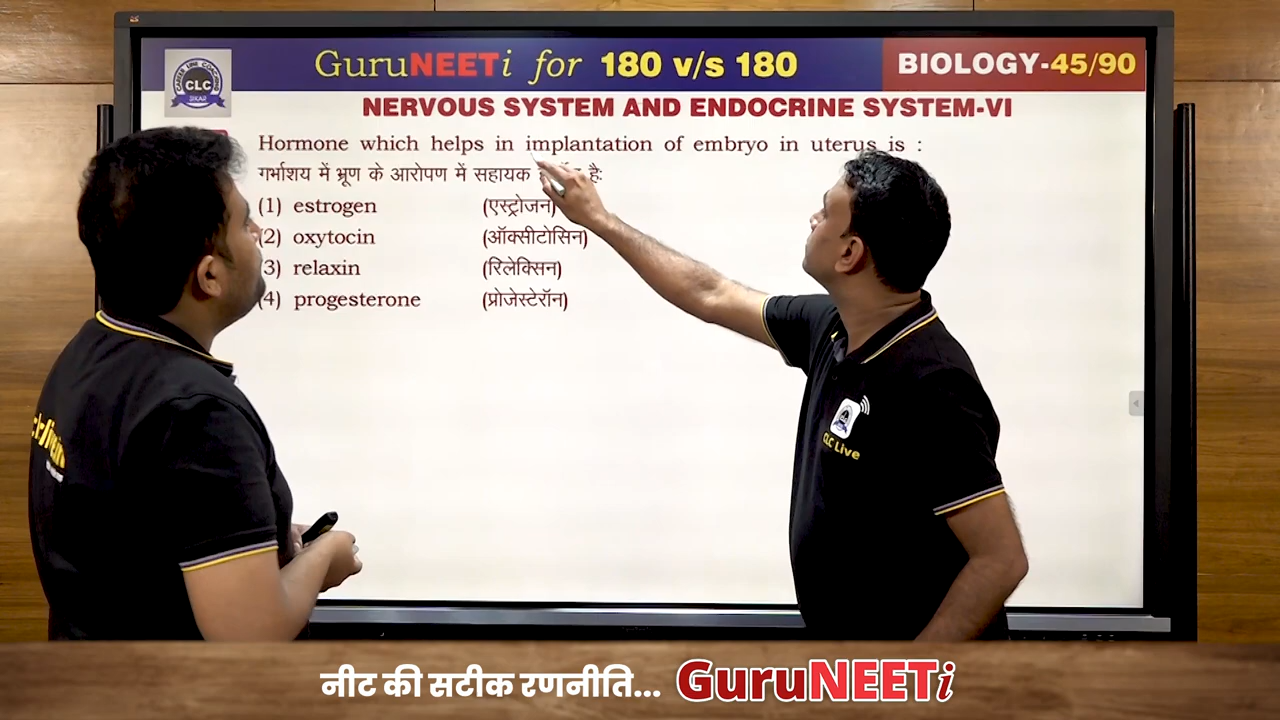 GuruNEETi for 180 v/s 180
BIOLOGY-45/90
CLC
NERVOUS SYSTEM AND ENDOCRINE SYSTEM-VI
Hormone which helps in implantation of embryo in uterus is :
गर्भाशय में भ्रूण के आरोपण में सहायक है:
(1) estrogen (एस्ट्रोजन)
(2) oxytocin (ऑक्सीटोसिन)
(3) relaxin (रिलेक्सिन)
(4) progesterone (प्रोजेस्टेरॉन)
CLC Live
नीट की सटीक रणनीति... GuruNEETi